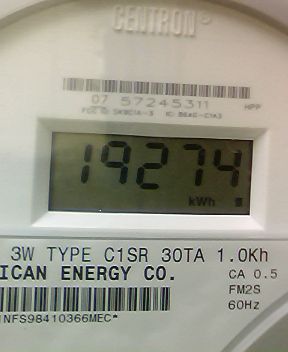 CENTRON®
07 57245311 HPP
19274
kWh
3W TYPE C1SR 30TA 1.0Kh
ICAN ENERGY CO. CA 0.5
FM2S
60Hz
NFS98410366MEC*